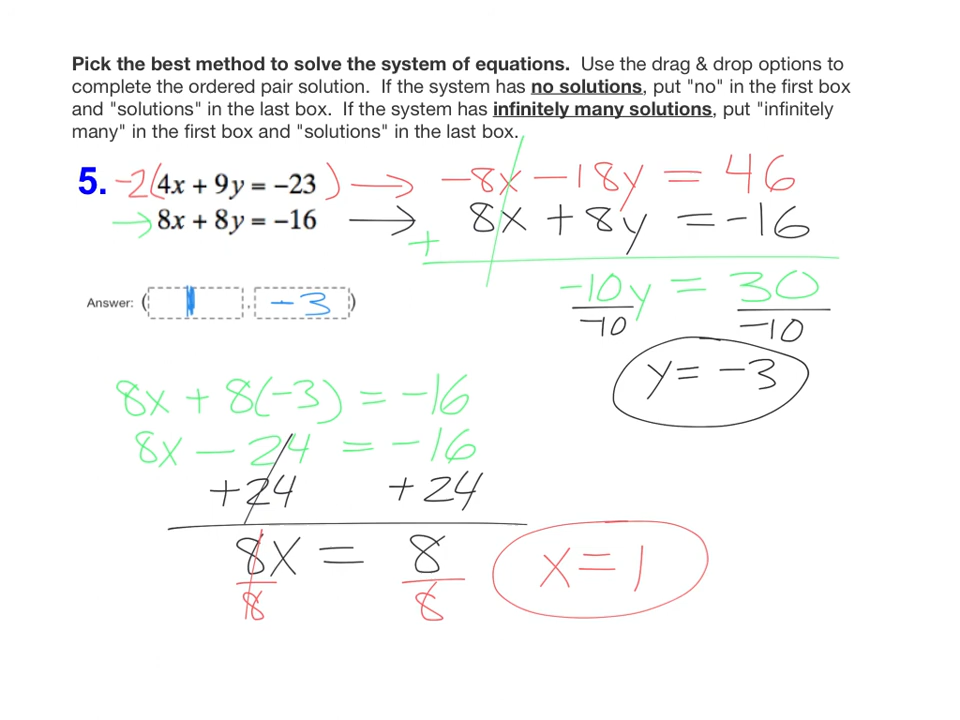 Pick the best method to solve the system of equations. Use the drag & drop options to
complete the ordered pair solution. If the system has no solutions, put "no" in the first box
and "solutions" in the last box. If the system has infinitely many solutions, put "infinitely
many" in the first box and "solutions" in the last box.
5. -2(4x + 9y = -23) → -8x - 18y = 46
→ 8x + 8y = -16 → 8x + 8y = -16
+
-10y = 30
-10 -10
Answer: (1, -3)
y = -3
8x + 8(-3) = -16
8x - 24 = -16
+24 +24
8x = 8
8 8
x = 1